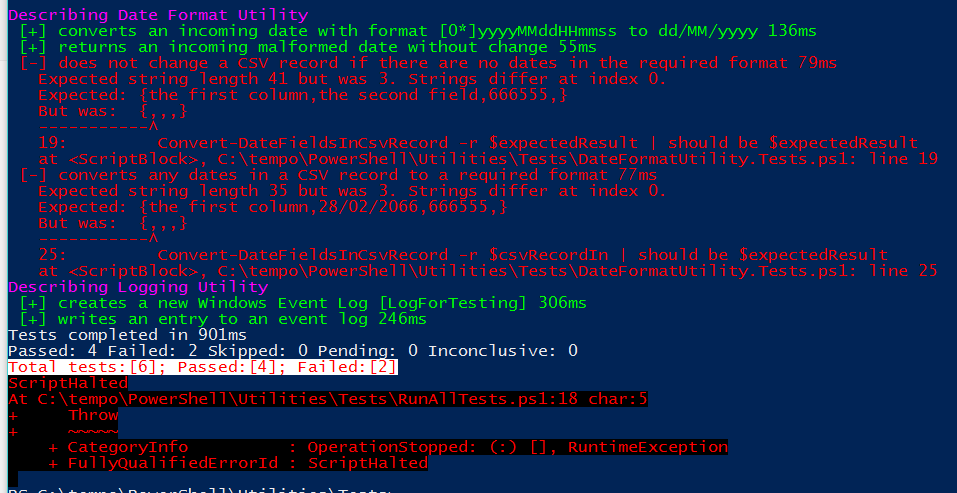 Describing Date Format Utility
[+] converts an incoming date with format [0*]yyyyMMddHHmmss to dd/MM/yyyy 136ms
[+] returns an incoming malformed date without change 55ms
[-] does not change a CSV record if there are no dates in the required format 79ms
Expected string length 41 but was 3. Strings differ at index 0.
Expected: {the first column,the second field,666555,}
But was:  {,,,}
-----------^
19:         Convert-DateFieldsInCsvRecord -r $expectedResult | should be $expectedResult
at <ScriptBlock>, C:\tempo\PowerShell\Utilities\Tests\DateFormatUtility.Tests.ps1: line 19
[-] converts any dates in a CSV record to a required format 77ms
Expected string length 35 but was 3. Strings differ at index 0.
Expected: {the first column,28/02/2066,666555,}
But was:  {,,,}
-----------^
25:         Convert-DateFieldsInCsvRecord -r $csvRecordIn | should be $expectedResult
at <ScriptBlock>, C:\tempo\PowerShell\Utilities\Tests\DateFormatUtility.Tests.ps1: line 25
Describing Logging Utility
[+] creates a new Windows Event Log [LogForTesting] 306ms
[+] writes an entry to an event log 246ms
Tests completed in 901ms
Passed: 4 Failed: 2 Skipped: 0 Pending: 0 Inconclusive: 0
Total tests:[6]; Passed:[4]; Failed:[2]
ScriptHalted
At C:\tempo\PowerShell\Utilities\Tests\RunAllTests.ps1:18 char:5
+     Throw
+     ~~~~~
+ CategoryInfo          : OperationStopped: (:) [], RuntimeException
+ FullyQualifiedErrorId : ScriptHalted
PS C:\tempo\PowerShell\Utilities\Tests>